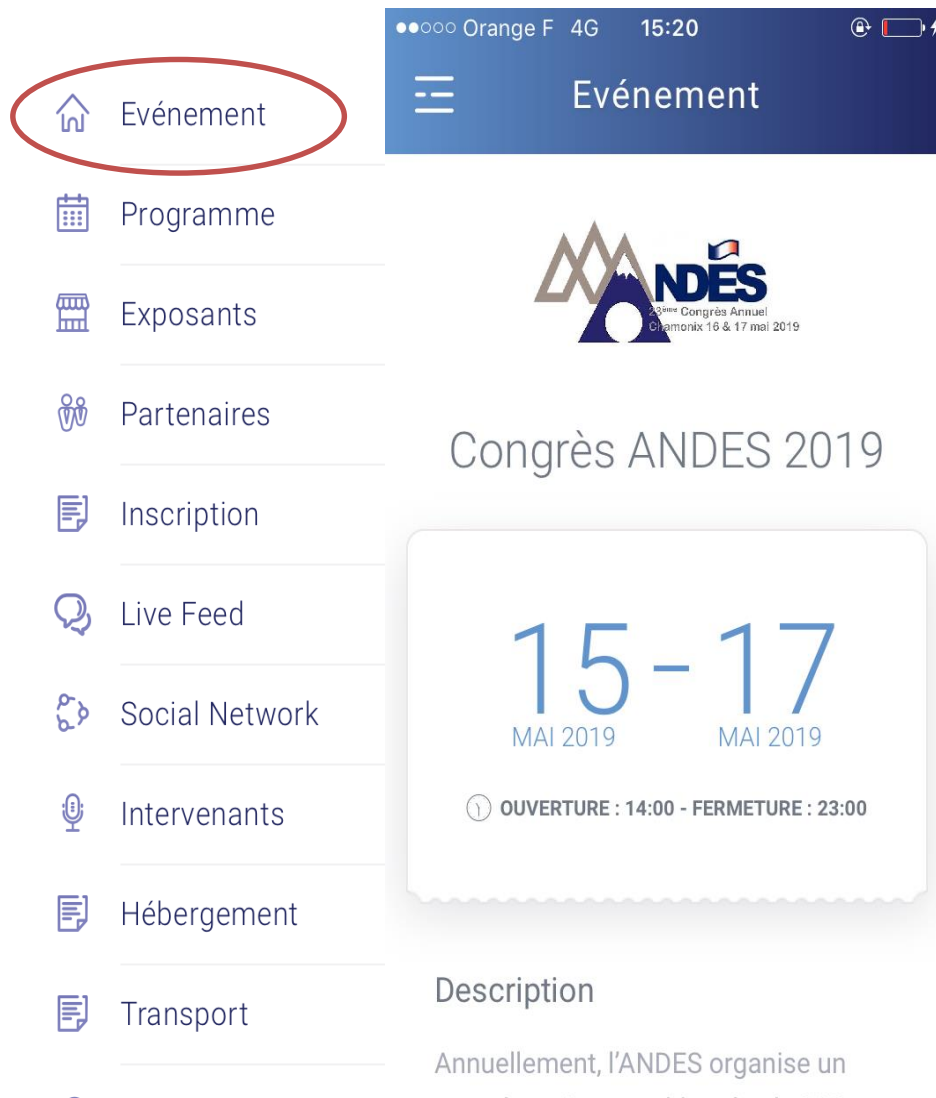 Evénement
Programme
Exposants
Partenaires
Inscription
Live Feed
Social Network
Intervenants
Hébergement
Transport
Orange F 4G 15:20
Evénement
ANDES
23ème Congrès Annuel
Chamonix 16 & 17 mai 2019
Congrès ANDES 2019
15 - 17
MAI 2019 MAI 2019
OUVERTURE : 14:00 - FERMETURE : 23:00
Description
Annuellement, l'ANDES organise un